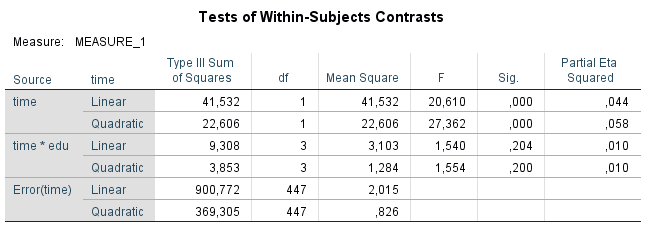 Tests of Within-Subjects Contrasts
Measure: MEASURE_1
Source time Type III Sum of Squares df Mean Square F Sig. Partial Eta Squared
time Linear 41,532 1 41,532 20,610 ,000 ,044
Quadratic 22,606 1 22,606 27,362 ,000 ,058
time * edu Linear 9,308 3 3,103 1,540 ,204 ,010
Quadratic 3,853 3 1,284 1,554 ,200 ,010
Error(time) Linear 900,772 447 2,015
Quadratic 369,305 447 ,826